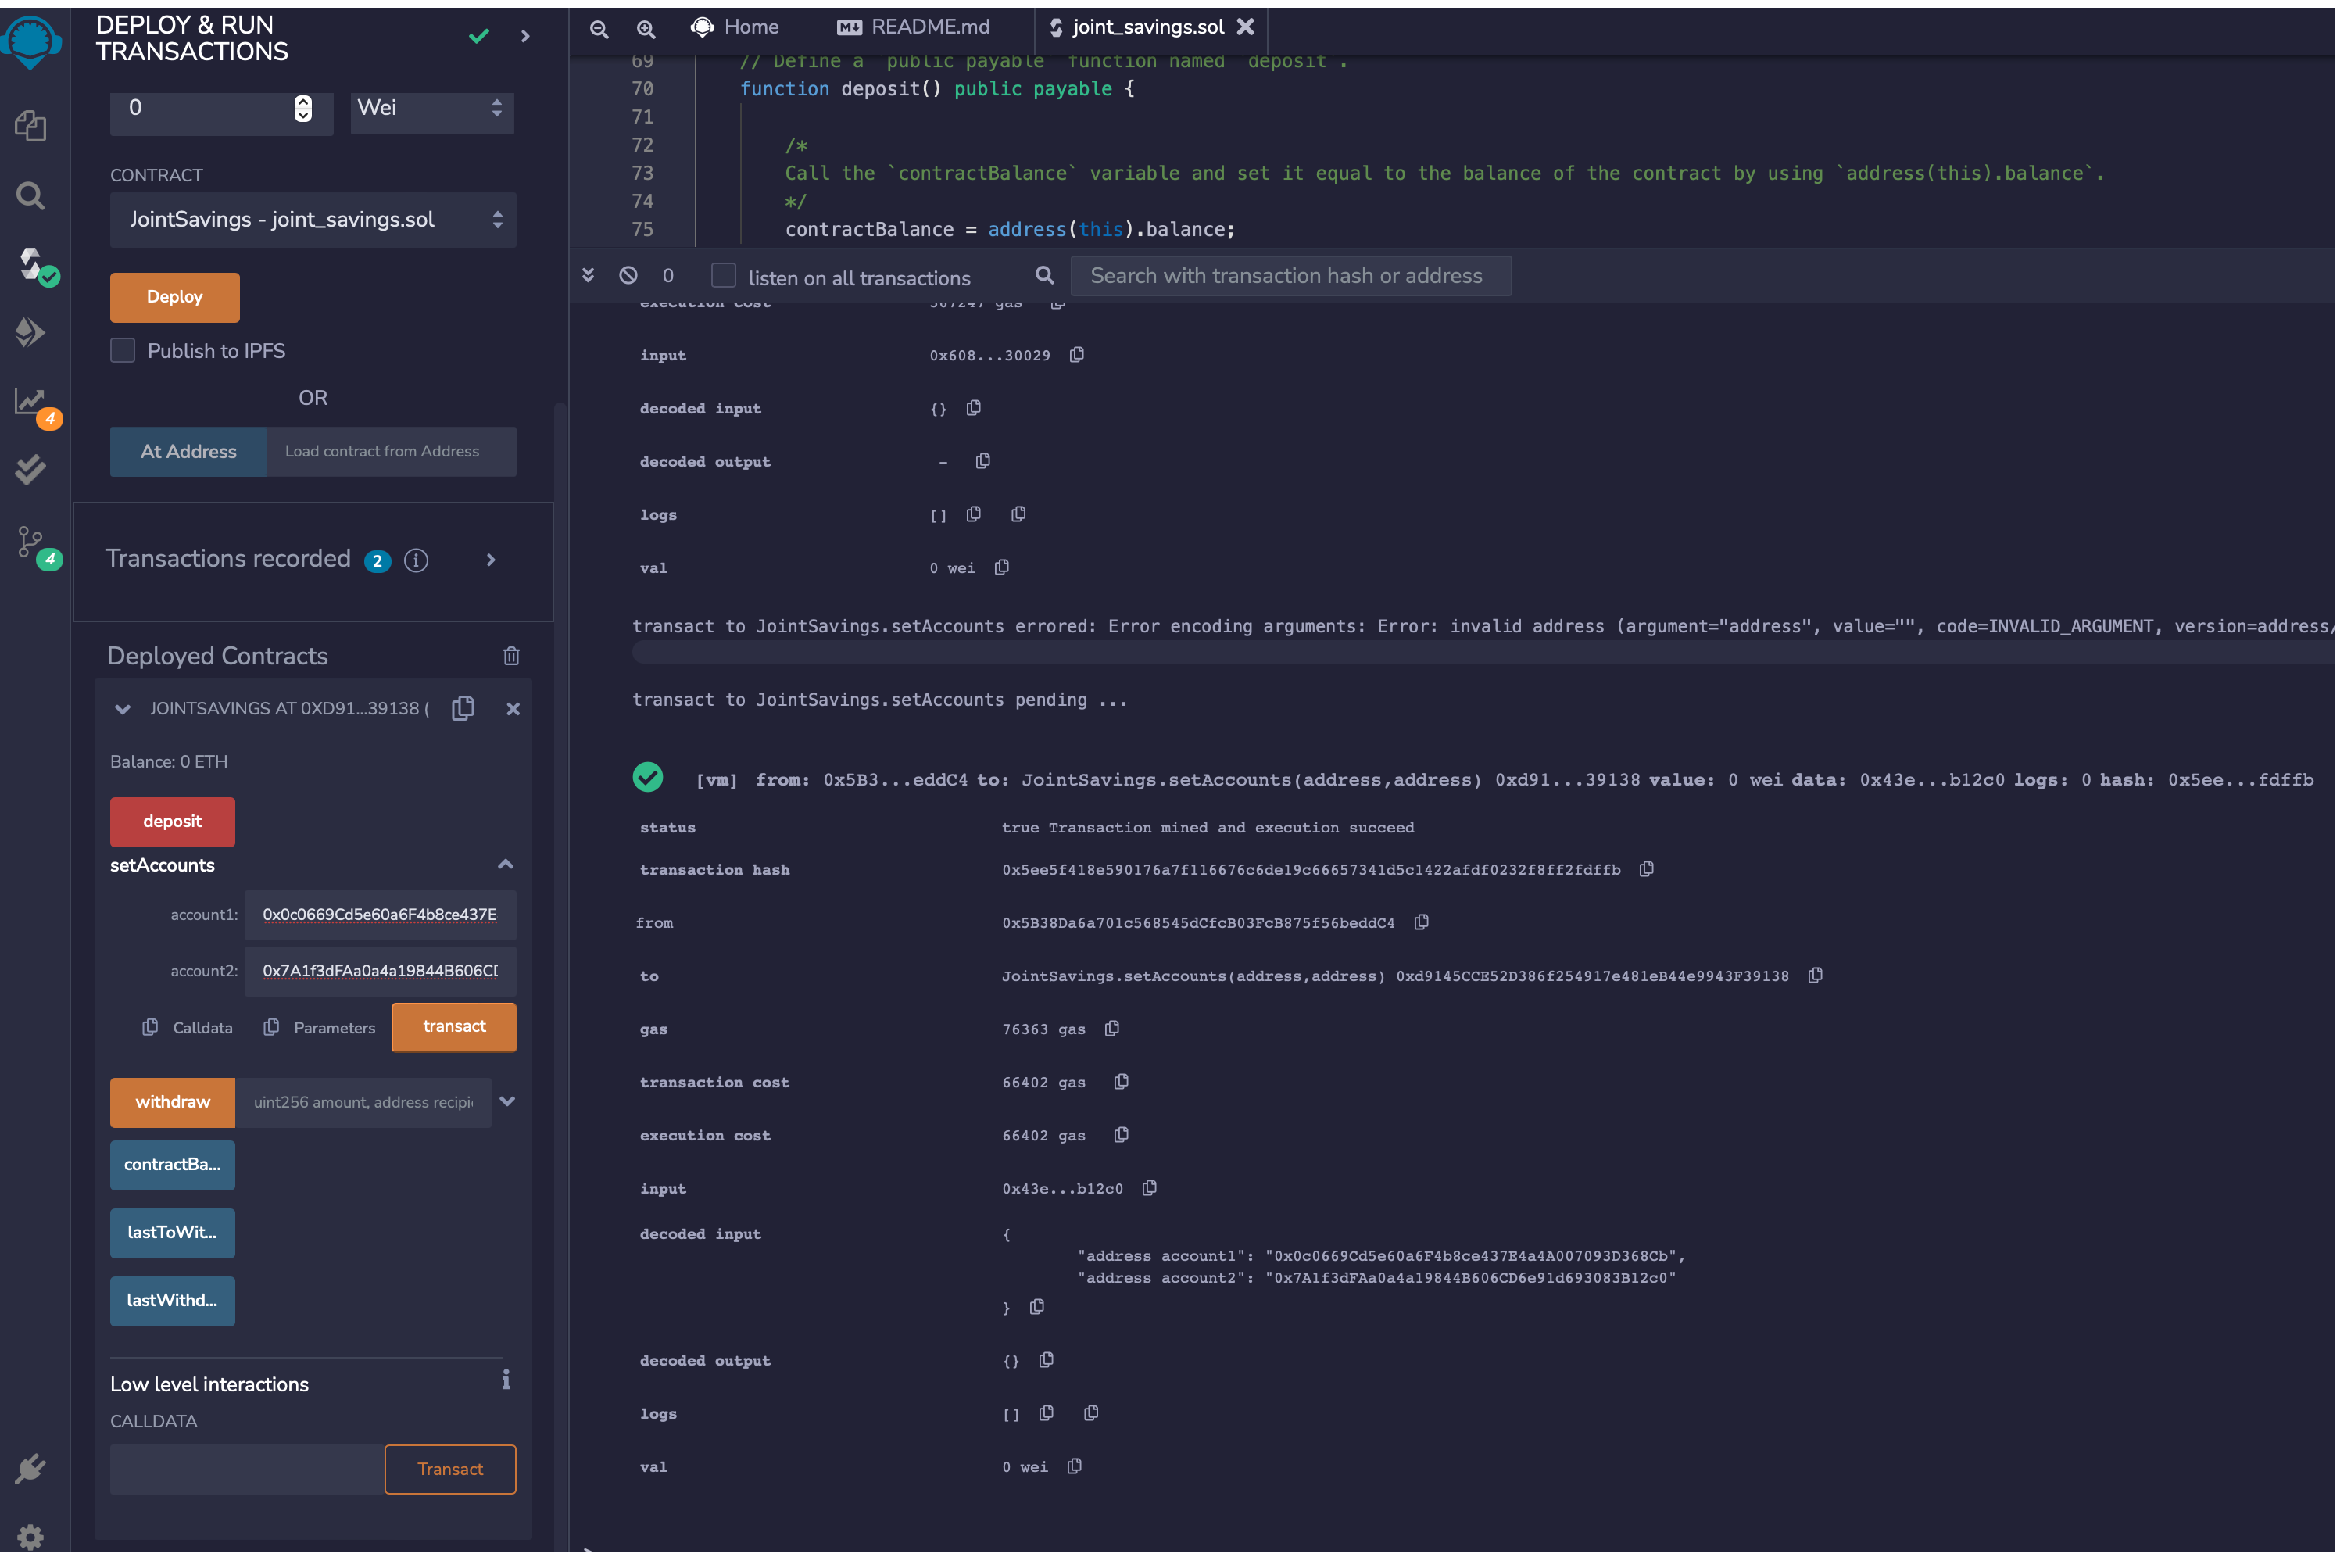 DEPLOY & RUN
TRANSACTIONS
0
Wei
CONTRACT
JointSavings - joint_savings.sol
Deploy
Publish to IPFS
OR
At Address
Load contract from Address
4
4
Transactions recorded 2 i
Deployed Contracts
JOINTSAVINGS AT 0XD91...39138 (
Balance: 0 ETH
deposit
setAccounts
account1: 0x0c0669Cd5e60a6F4b8ce437E
account2: 0x7A1f3dFAa0a4a19844B606CD
Calldata
Parameters
transact
withdraw
uint256 amount, address recipi
contractBa...
lastToWit...
lastWithd...
Low level interactions
CALLDATA
Transact
Home
README.md
joint_savings.sol
69 // Define a `public payable` function named `deposit`.
70 function deposit() public payable {
71
72 /*
73 Call the `contractBalance` variable and set it equal to the balance of the contract by using `address(this).balance`.
74 */
75 contractBalance = address(this).balance;
0
listen on all transactions
Search with transaction hash or address
execution cost 367247 gas
input 0x608...30029
decoded input {}
decoded output -
logs []
val 0 wei
transact to JointSavings.setAccounts errored: Error encoding arguments: Error: invalid address (argument="address", value="", code=INVALID_ARGUMENT, version=address/
transact to JointSavings.setAccounts pending ...
[vm] from: 0x5B3...eddC4 to: JointSavings.setAccounts(address,address) 0xd91...39138 value: 0 wei data: 0x43e...b12c0 logs: 0 hash: 0x5ee...fdffb
status true Transaction mined and execution succeed
transaction hash 0x5ee5f418e590176a7f116676c6de19c66657341d5c1422afdf0232f8ff2fdffb
from 0x5B38Da6a701c568545dCfcB03FcB875f56beddC4
to JointSavings.setAccounts(address,address) 0xd9145CCE52D386f254917e481eB44e9943F39138
gas 76363 gas
transaction cost 66402 gas
execution cost 66402 gas
input 0x43e...b12c0
decoded input {
"address account1": "0x0c0669Cd5e60a6F4b8ce437E4a4A007093D368Cb",
"address account2": "0x7A1f3dFAa0a4a19844B606CD6e91d693083B12c0"
}
decoded output {}
logs []
val 0 wei